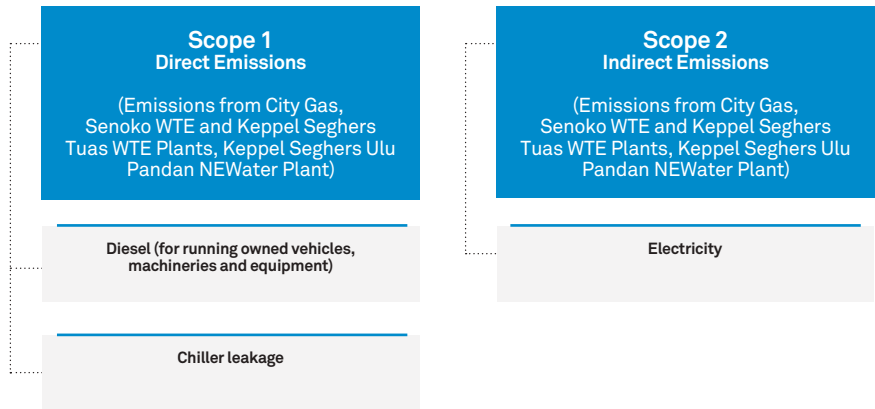 Scope 1
Direct Emissions
(Emissions from City Gas,
Senoko WTE and Keppel Seghers
Tuas WTE Plants, Keppel Seghers Ulu
Pandan NEWater Plant)
Diesel (for running owned vehicles,
machineries and equipment)
Chiller leakage
Scope 2
Indirect Emissions
(Emissions from City Gas,
Senoko WTE and Keppel Seghers
Tuas WTE Plants, Keppel Seghers Ulu
Pandan NEWater Plant)
Electricity